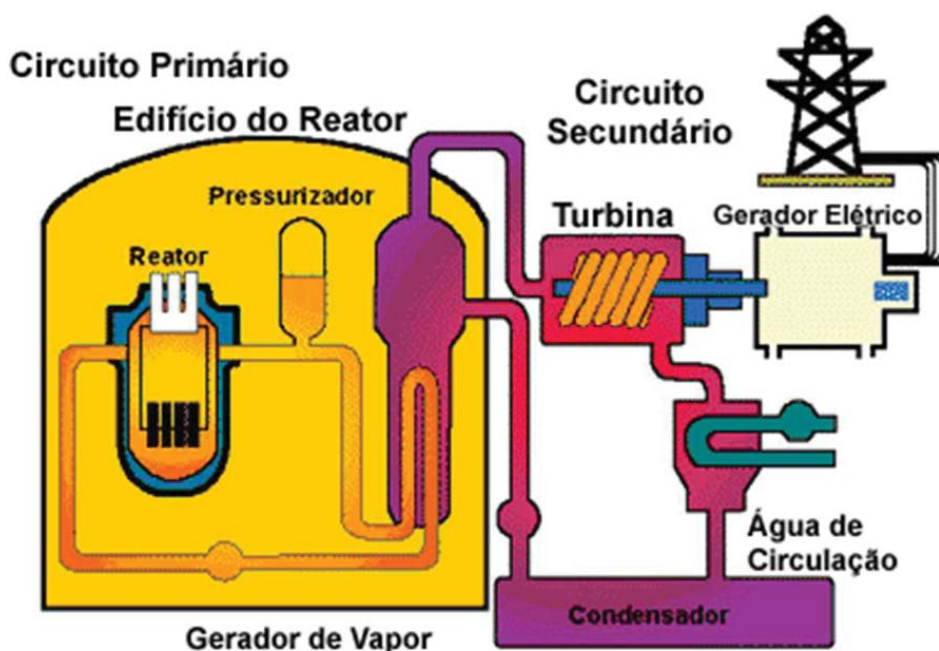 Circuito Primário
Edifício do Reator
Circuito
Secundário
Pressurizador
Reator
Turbina
Gerador Elétrico
Água de
Circulação
Condensador
Gerador de Vapor